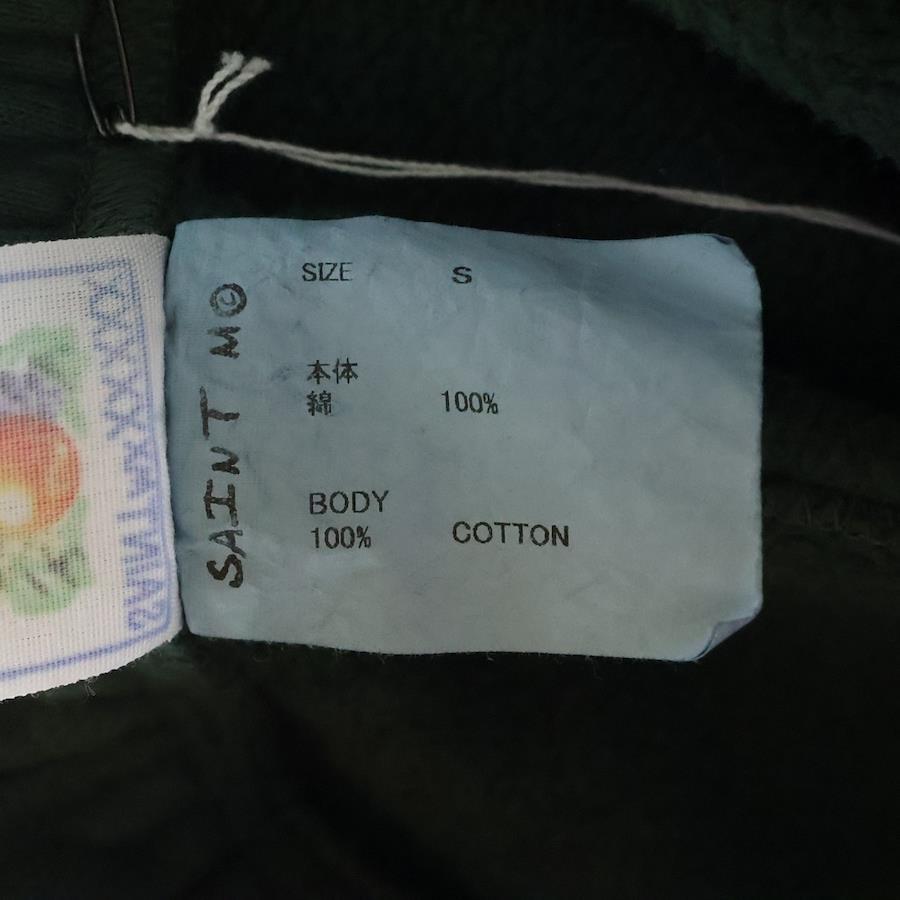 SAINT M©
SIZE S
本体
綿 100%
BODY
100% COTTON